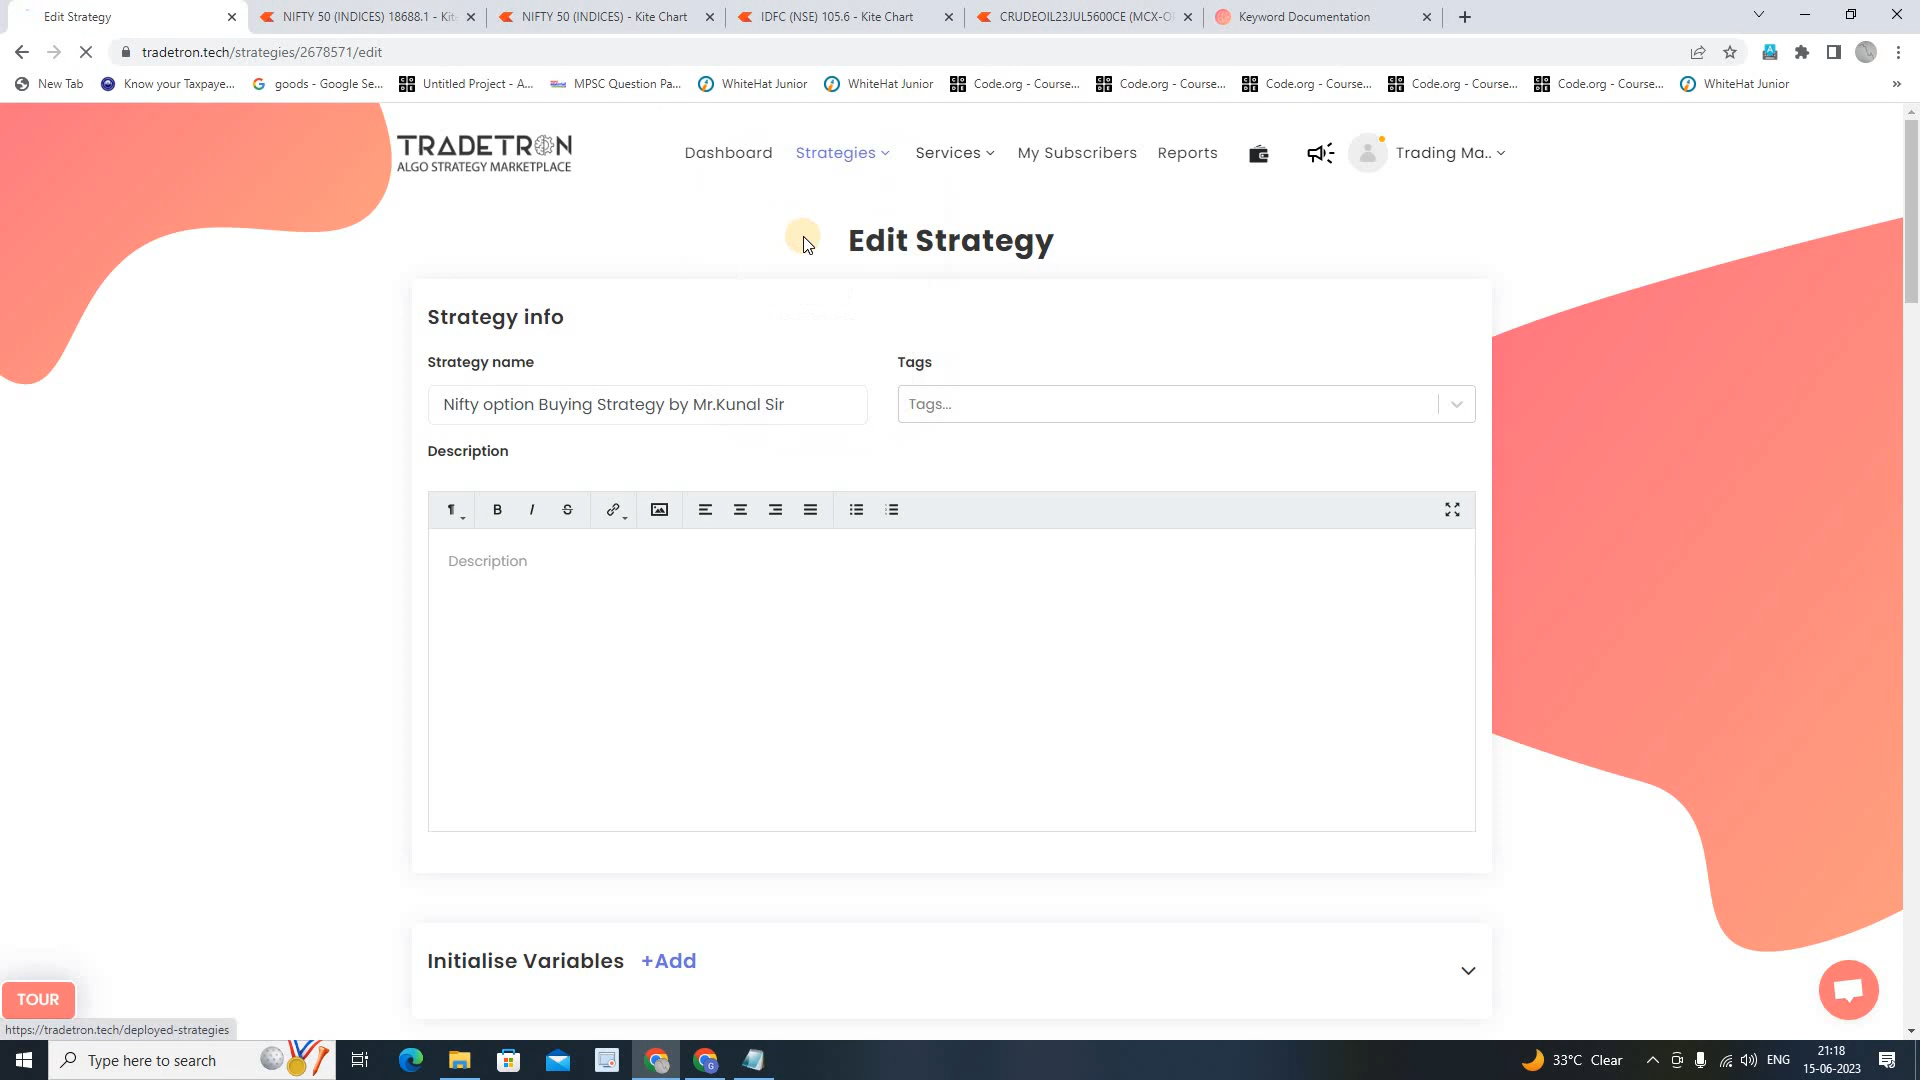 Edit Strategy
NIFTY 50 (INDICES) 18688.1 - Kit
NIFTY 50 (INDICES) - Kite Chart
IDFC (NSE) 105.6 - Kite Chart
CRUDEOIL23JUL5600CE (MCX-O
Keyword Documentation
tradetron.tech/strategies/2678571/edit
New Tab
Know your Taxpaye...
goods - Google Se...
Untitled Project - A...
MPSC Question Pa...
WhiteHat Junior
WhiteHat Junior
Code.org - Course...
Code.org - Course...
Code.org - Course...
Code.org - Course...
Code.org - Course...
WhiteHat Junior
»
TRADETRON
ALGO STRATEGY MARKETPLACE
Dashboard
Strategies
Services
My Subscribers
Reports
Trading Ma..
Edit Strategy
Strategy info
Strategy name
Tags
Nifty option Buying Strategy by Mr.Kunal Sir
Tags...
Description
¶ B I S
Description
Initialise Variables +Add
TOUR
https://tradetron.tech/deployed-strategies
Type here to search
33°C Clear
ENG
21:18
15-06-2023